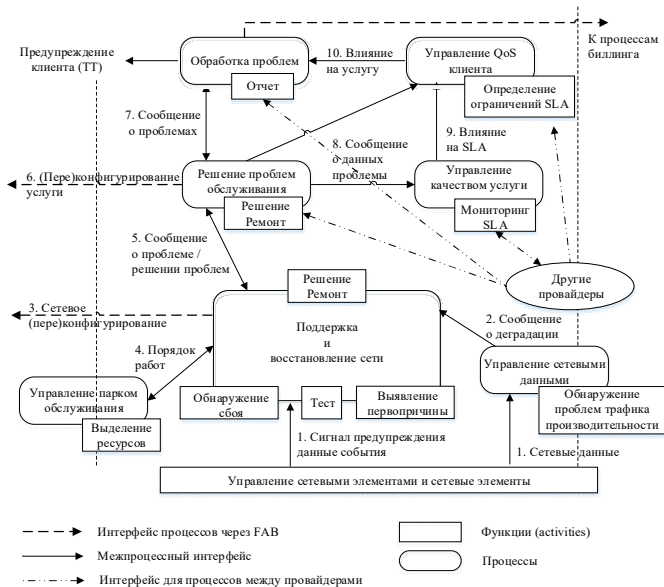 К процессам
биллинга
Предупреждение
клиента (ТТ)
Обработка проблем
Отчет
10. Влияние
на услугу
Управление QoS
клиента
Определение
ограничений SLA
7. Сообщение
о проблемах
8. Сообщение
о данных
проблемы
9. Влияние
на SLA
6. (Пере)конфигурирование
услуги
Решение проблем
обслуживания
Решение
Ремонт
Управление
качеством услуги
Мониторинг
SLA
5. Сообщение
о проблеме /
решении проблем
Другие
провайдеры
Решение
Ремонт
3. Сетевое
(пере)конфигурирование
Поддержка
и
восстановление сети
2. Сообщение
о деградации
4. Порядок
работ
Управление сетевыми
данными
Управление парком
обслуживания
Выделение
ресурсов
Обнаружение
сбоя
Тест
Выявление
первопричины
Обнаружение
проблем трафика
производительности
1. Сигнал предупреждения
данные события
1. Сетевые данные
Управление сетевыми элементами и сетевые элементы
Интерфейс процессов через FAB
Функции (activities)
Межпроцессный интерфейс
Процессы
Интерфейс для процессов между провайдерами